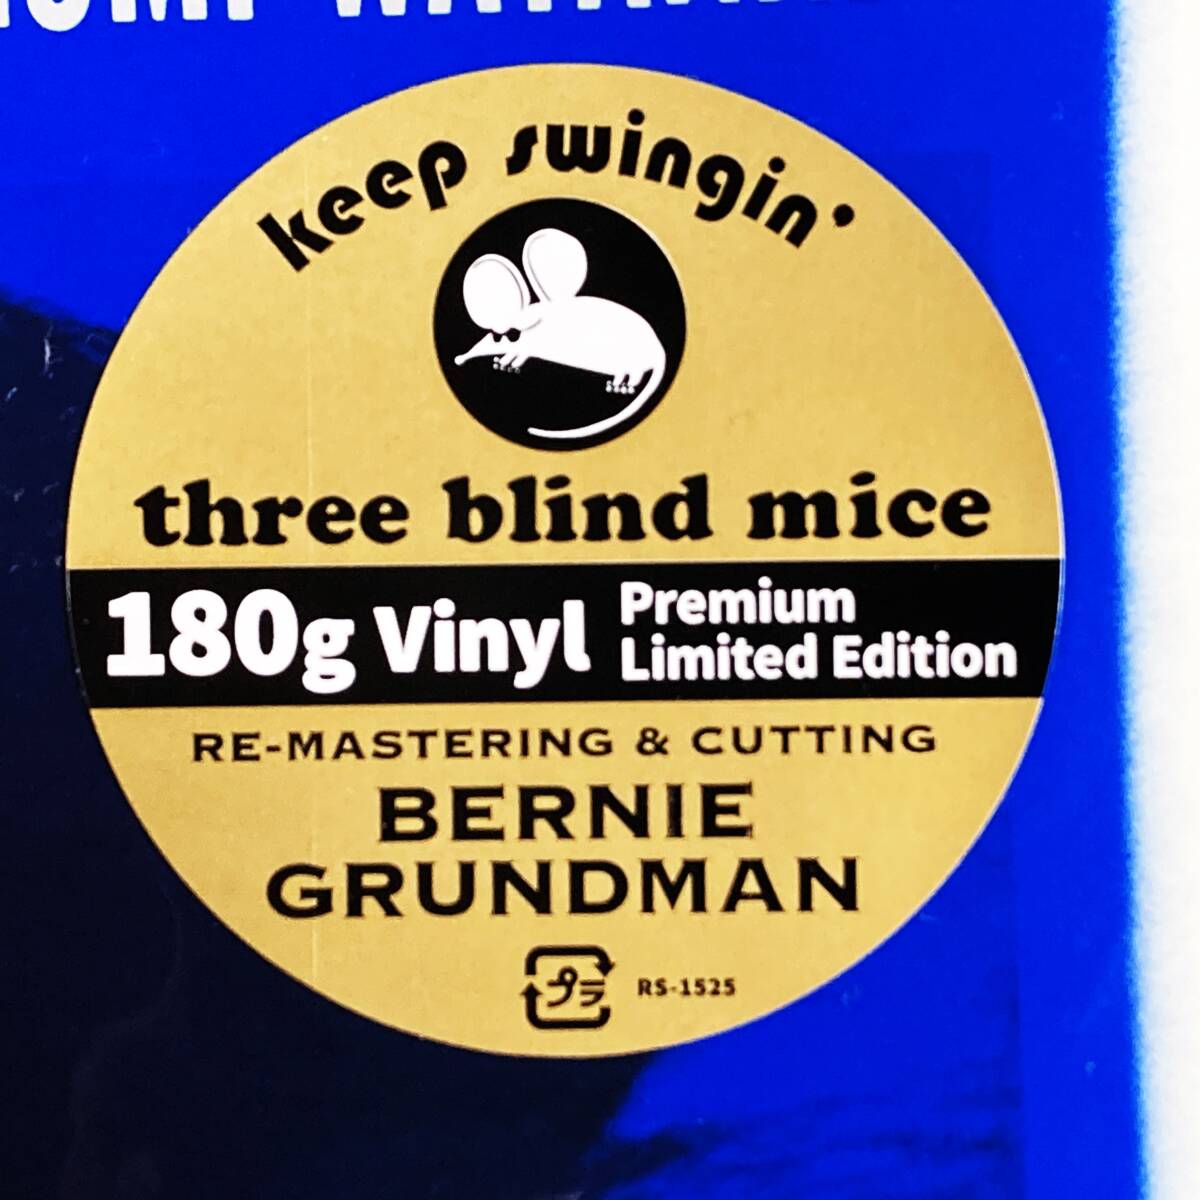 keep swingin'
three blind mice
180g Vinyl Premium Limited Edition
RE-MASTERING & CUTTING
BERNIE
GRUNDMAN
プラ RS-1525